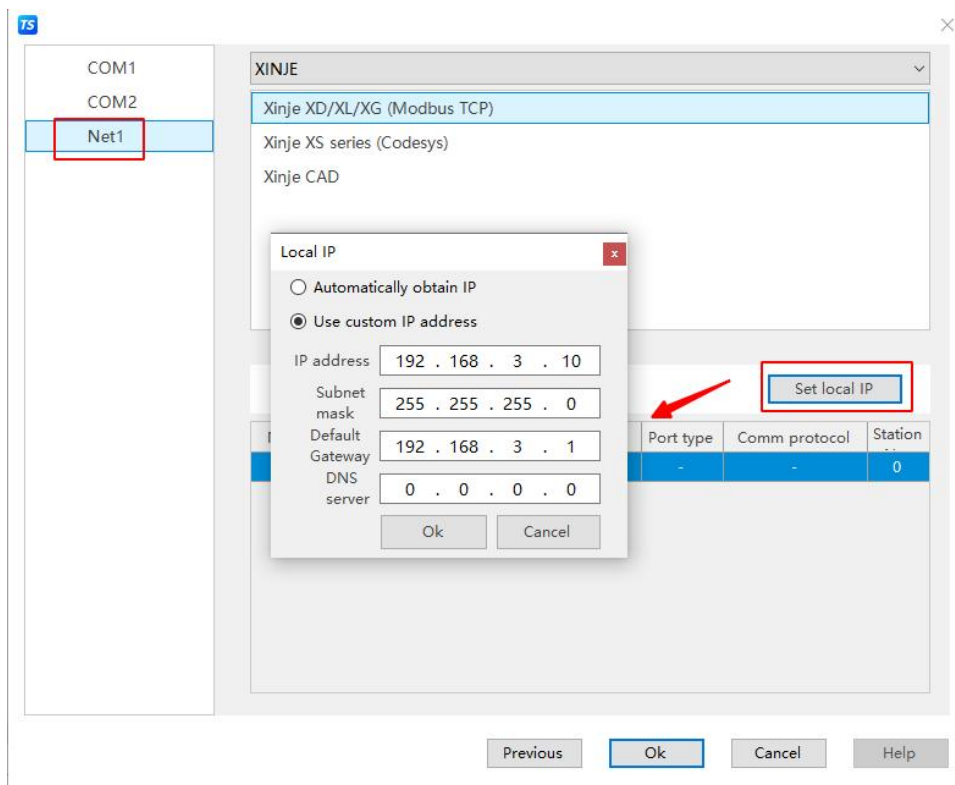 TS
COM1
COM2
Net1
XINJE
Xinje XD/XL/XG (Modbus TCP)
Xinje XS series (Codesys)
Xinje CAD
Local IP
x
Automatically obtain IP
Use custom IP address
IP address 192 . 168 . 3 . 10
Subnet mask 255 . 255 . 255 . 0
Default Gateway 192 . 168 . 3 . 1
DNS server 0 . 0 . 0 . 0
Ok Cancel
Set local IP
Port type Comm protocol Station
- - 0
Previous Ok Cancel Help